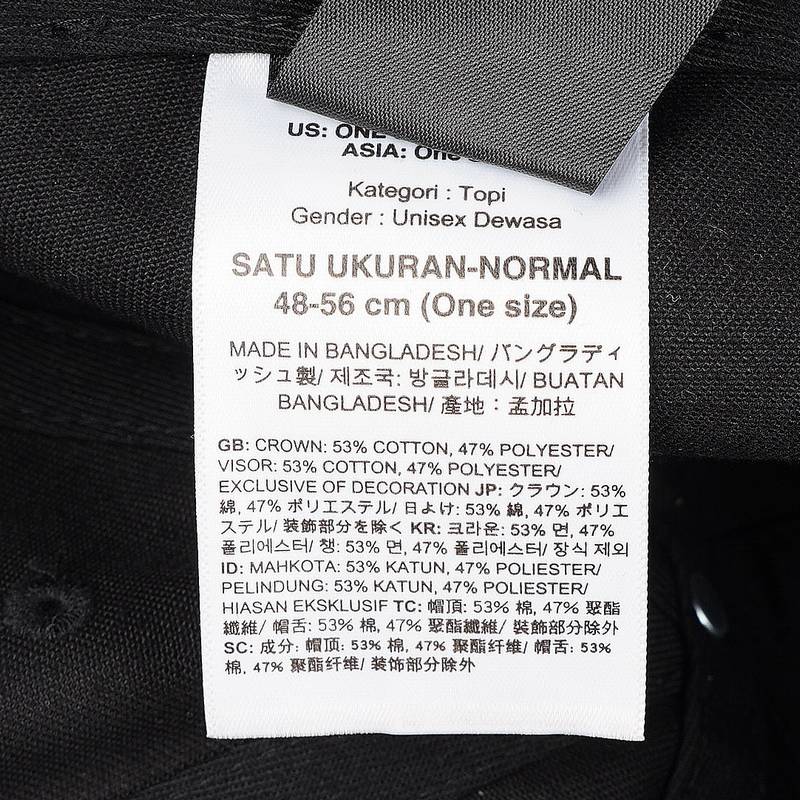 US: ONE
ASIA: One
Kategori : Topi
Gender : Unisex Dewasa
SATU UKURAN-NORMAL
48-56 cm (One size)
MADE IN BANGLADESH/ バングラディ
ッシュ製/ 제조국: 방글라데시/ BUATAN
BANGLADESH/ 產地：孟加拉
GB: CROWN: 53% COTTON, 47% POLYESTER/
VISOR: 53% COTTON, 47% POLYESTER/
EXCLUSIVE OF DECORATION JP: クラウン: 53%
綿, 47% ポリエステル/ 日よけ: 53% 綿, 47% ポリエ
ステル/ 装飾部分を除く KR: 크라운: 53% 면, 47%
폴리에스터/ 챙: 53% 면, 47% 폴리에스터/ 장식 제외
ID: MAHKOTA: 53% KATUN, 47% POLIESTER/
PELINDUNG: 53% KATUN, 47% POLIESTER/
HIASAN EKSKLUSIF TC: 帽頂: 53% 棉, 47% 聚酯
纖維/ 帽舌: 53% 棉, 47% 聚酯纖維/ 裝飾部分除外
SC: 成分: 帽顶: 53% 棉, 47% 聚酯纤维/ 帽舌: 53%
棉, 47% 聚酯纤维/ 装饰部分除外